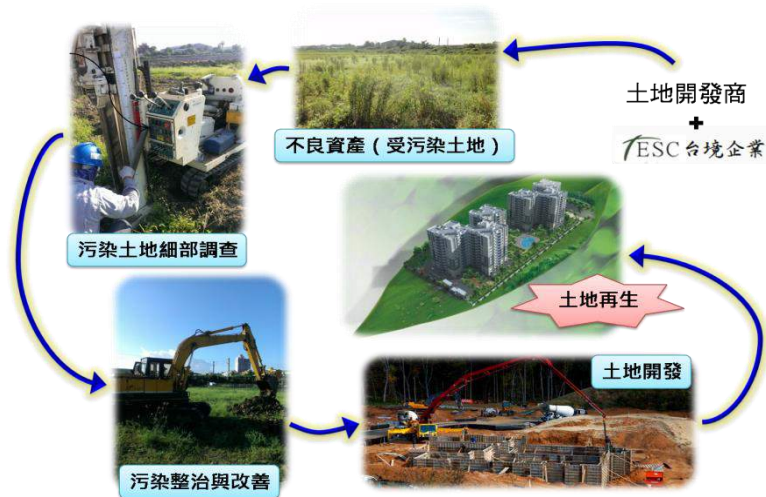 土地開發商
+
TESC 台境企業
不良資產（受污染土地）
污染土地細部調查
污染整治與改善
土地開發
土地再生